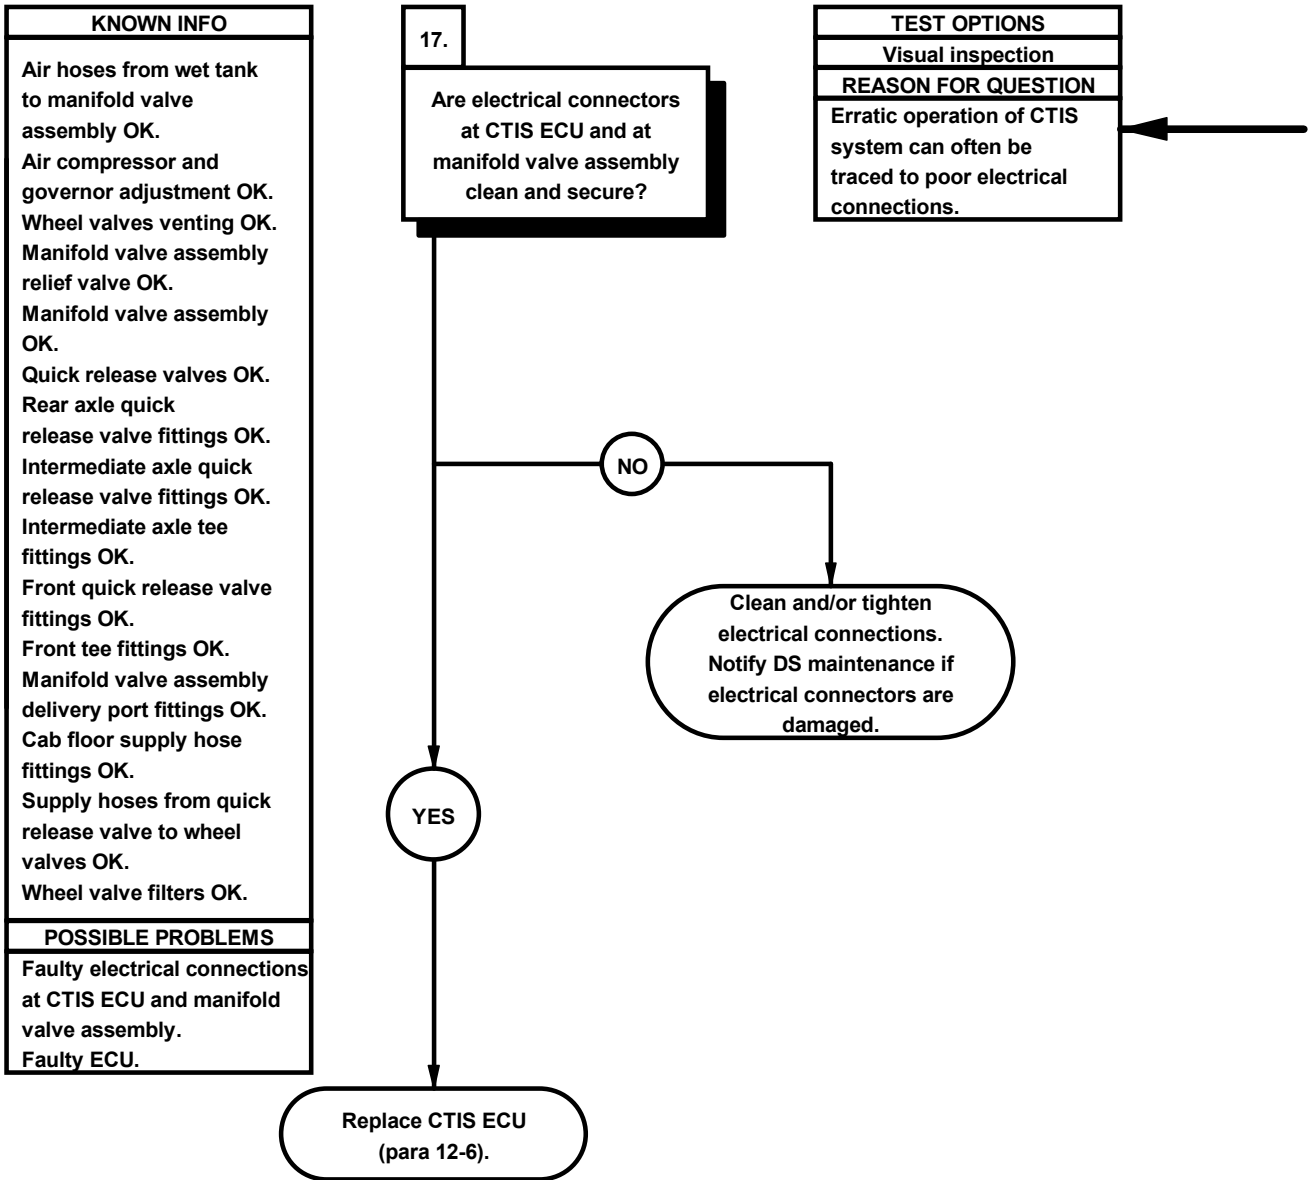 KNOWN INFO
Air hoses from wet tank
to manifold valve
assembly OK.
Air compressor and
governor adjustment OK.
Wheel valves venting OK.
Manifold valve assembly
relief valve OK.
Manifold valve assembly
OK.
Quick release valves OK.
Rear axle quick
release valve fittings OK.
Intermediate axle quick
release valve fittings OK.
Intermediate axle tee
fittings OK.
Front quick release valve
fittings OK.
Front tee fittings OK.
Manifold valve assembly
delivery port fittings OK.
Cab floor supply hose
fittings OK.
Supply hoses from quick
release valve to wheel
valves OK.
Wheel valve filters OK.
POSSIBLE PROBLEMS
Faulty electrical connections
at CTIS ECU and manifold
valve assembly.
Faulty ECU.
17.
Are electrical connectors
at CTIS ECU and at
manifold valve assembly
clean and secure?
TEST OPTIONS
Visual inspection
REASON FOR QUESTION
Erratic operation of CTIS
system can often be
traced to poor electrical
connections.
NO
Clean and/or tighten
electrical connections.
Notify DS maintenance if
electrical connectors are
damaged.
YES
Replace CTIS ECU
(para 12-6).